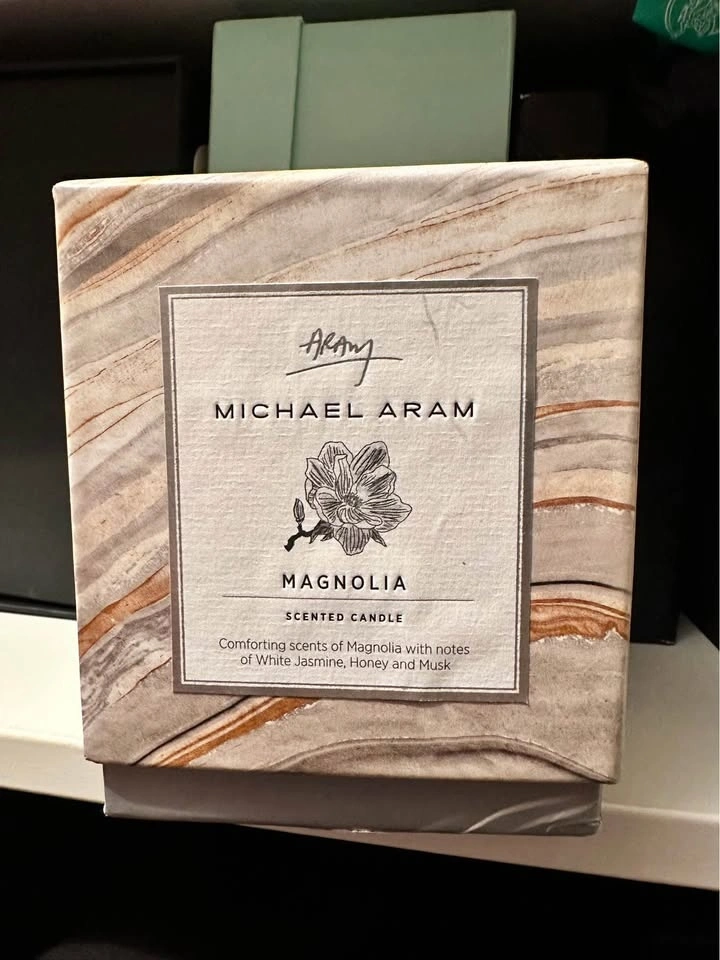 ARAM
MICHAEL ARAM
MAGNOLIA
SCENTED CANDLE
Comforting scents of Magnolia with notes
of White Jasmine, Honey and Musk